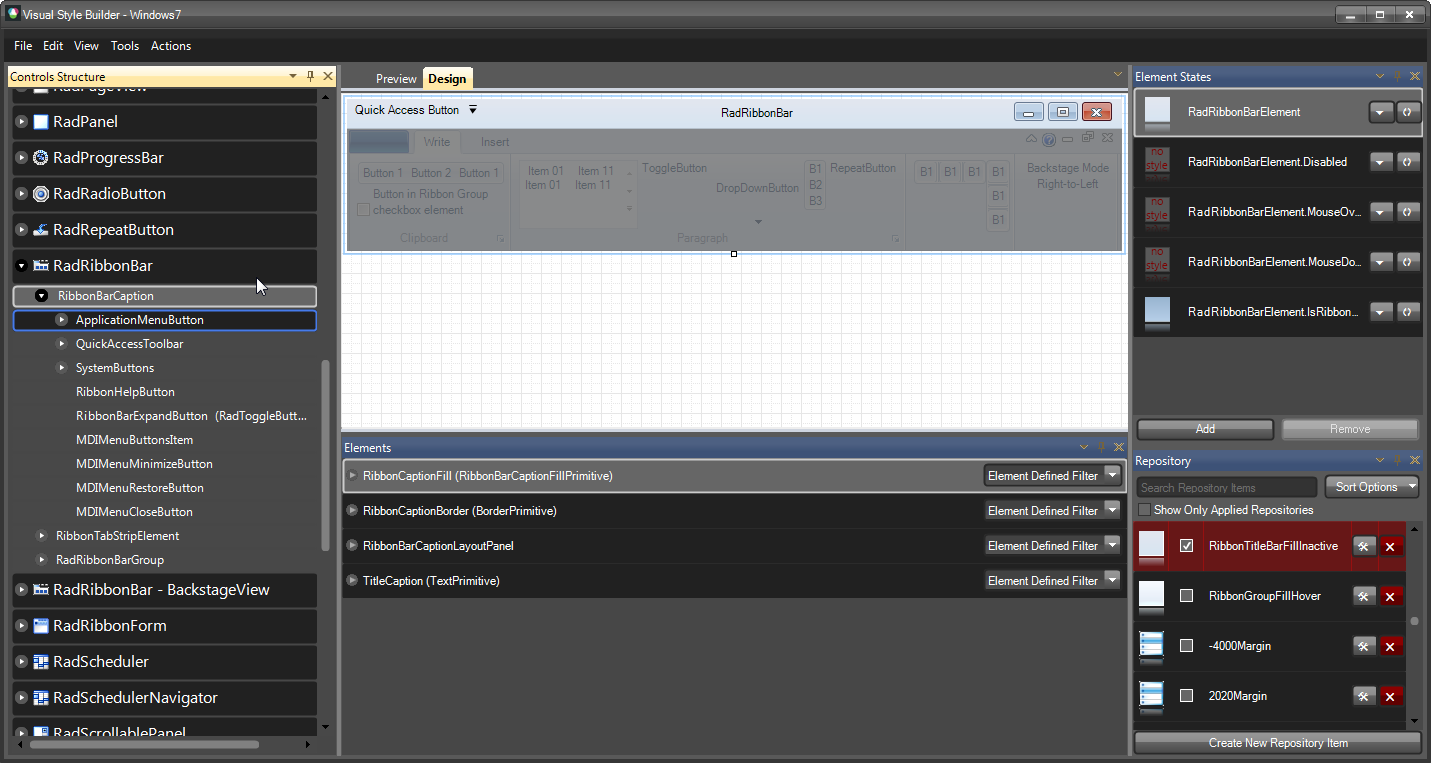 Visual Style Builder - Windows7
File Edit View Tools Actions
Controls Structure
RadPageView
RadPanel
RadProgressBar
RadRadioButton
RadRepeatButton
RadRibbonBar
RibbonBarCaption
ApplicationMenuButton
QuickAccessToolbar
SystemButtons
RibbonHelpButton
RibbonBarExpandButton (RadToggleButt...
MDIMenuButtonsItem
MDIMenuMinimizeButton
MDIMenuRestoreButton
MDIMenuCloseButton
RibbonTabStripElement
RadRibbonBarGroup
RadRibbonBar - BackstageView
RadRibbonForm
RadScheduler
RadSchedulerNavigator
RadScrollablePanel
Preview Design
Quick Access Button RadRibbonBar
Write Insert
Button 1 Button 2 Button 1
Button in Ribbon Group
checkbox element
Clipboard
Item 01 Item 11
Item 01 Item 11
ToggleButton
DropDownButton
B1
B2
B3
RepeatButton
Paragraph
B1 B1 B1 B1
B1
B1
Backstage Mode
Right-to-Left
Elements
RibbonCaptionFill (RibbonBarCaptionFillPrimitive) Element Defined Filter
RibbonCaptionBorder (BorderPrimitive) Element Defined Filter
RibbonBarCaptionLayoutPanel Element Defined Filter
TitleCaption (TextPrimitive) Element Defined Filter
Element States
RadRibbonBarElement
no style RadRibbonBarElement.Disabled
no style RadRibbonBarElement.MouseOv...
no style RadRibbonBarElement.MouseDo...
RadRibbonBarElement.IsRibbon...
Add Remove
Repository
Search Repository Items Sort Options
Show Only Applied Repositories
RibbonTitleBarFillInactive
RibbonGroupFillHover
-4000Margin
2020Margin
Create New Repository Item